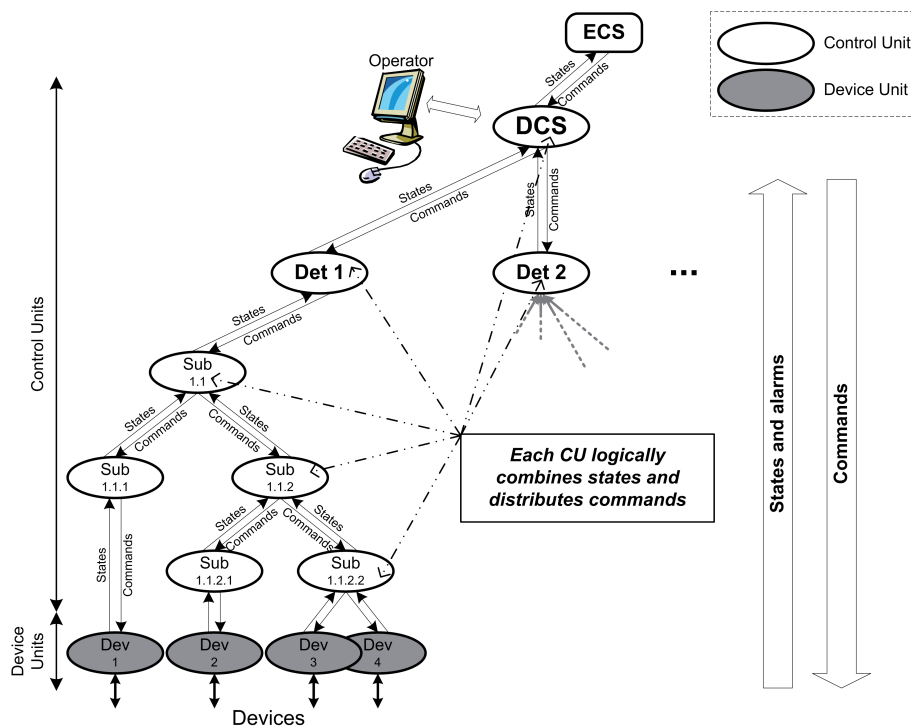 ECS
Control Unit
Device Unit
Operator
States
Commands
DCS
States
Commands
States
Commands
Det 1
Det 2
...
States
Commands
Control Units
Sub
1.1
States
Commands
States
Commands
Each CU logically
combines states and
distributes commands
States and alarms
Commands
Sub
1.1.1
Sub
1.1.2
States
Commands
States
Commands
States
Commands
Sub
1.1.2.1
Sub
1.1.2.2
Device
Units
Dev
1
Dev
2
Dev
3
Dev
4
Devices